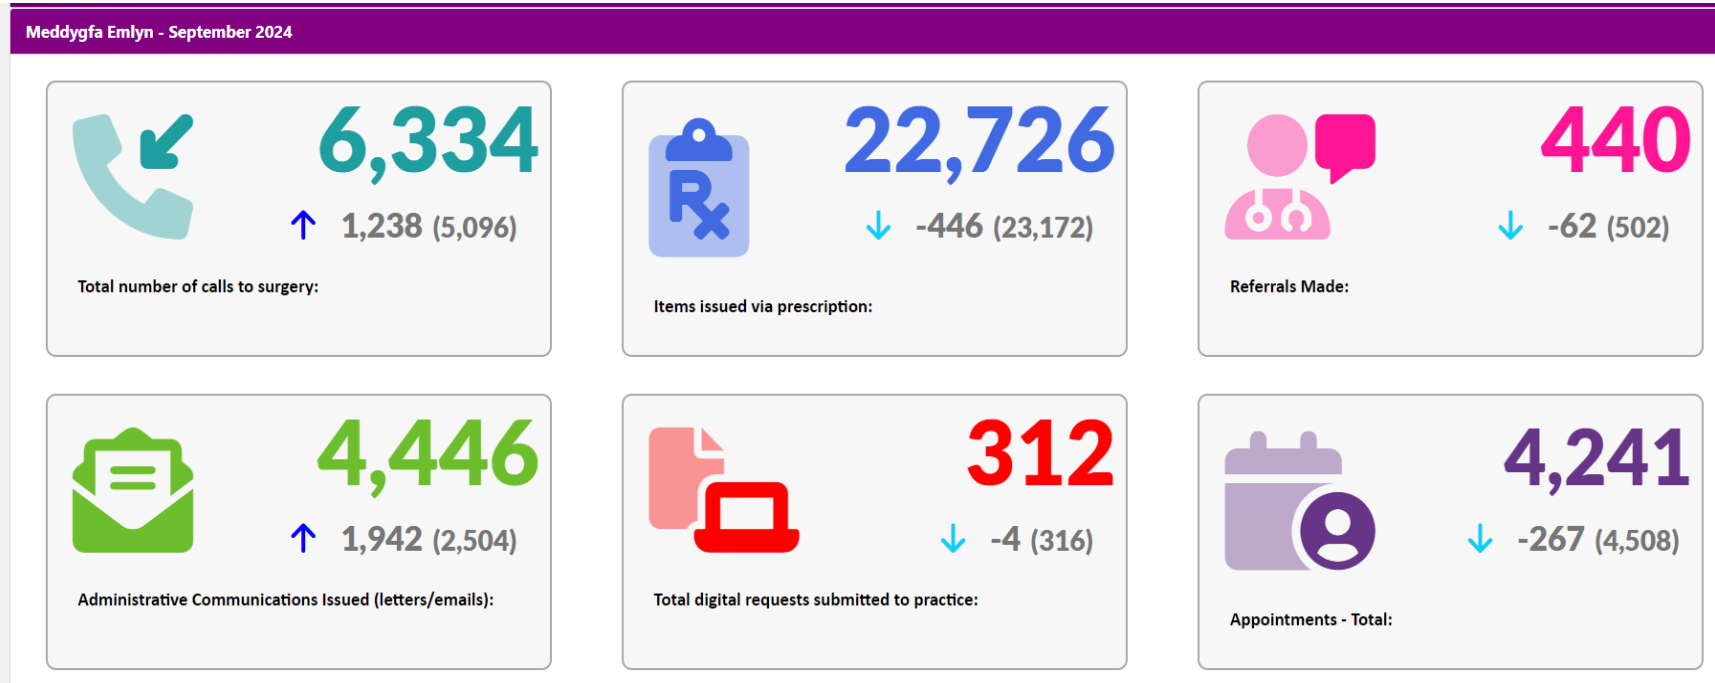 Meddygfa Emlyn - September 2024
6,334
1,238 (5,096)
Total number of calls to surgery:
Rx
22,726
-446 (23,172)
Items issued via prescription:
440
-62 (502)
Referrals Made:
4,446
1,942 (2,504)
Administrative Communications Issued (letters/emails):
312
-4 (316)
Total digital requests submitted to practice:
4,241
-267 (4,508)
Appointments - Total: